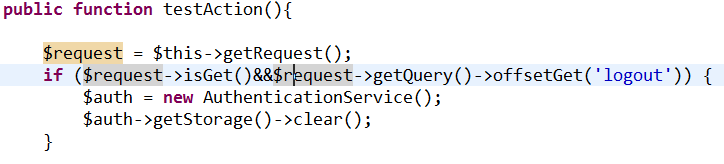 public function testAction(){
$request = $this->getRequest();
if ($request->isGet()&&$request->getQuery()->offsetGet('logout')) {
$auth = new AuthenticationService();
$auth->getStorage()->clear();
}